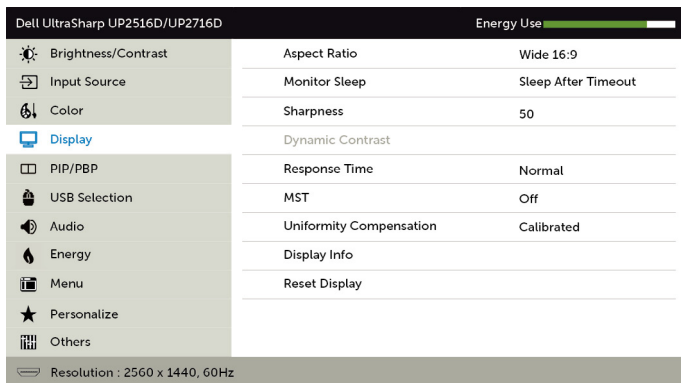 Dell UltraSharp UP2516D/UP2716D Energy Use
Brightness/Contrast Aspect Ratio Wide 16:9
Input Source Monitor Sleep Sleep After Timeout
Color Sharpness 50
Display Dynamic Contrast
PIP/PBP Response Time Normal
USB Selection MST Off
Audio Uniformity Compensation Calibrated
Energy Display Info
Menu Reset Display
Personalize
Others
Resolution : 2560 x 1440, 60Hz